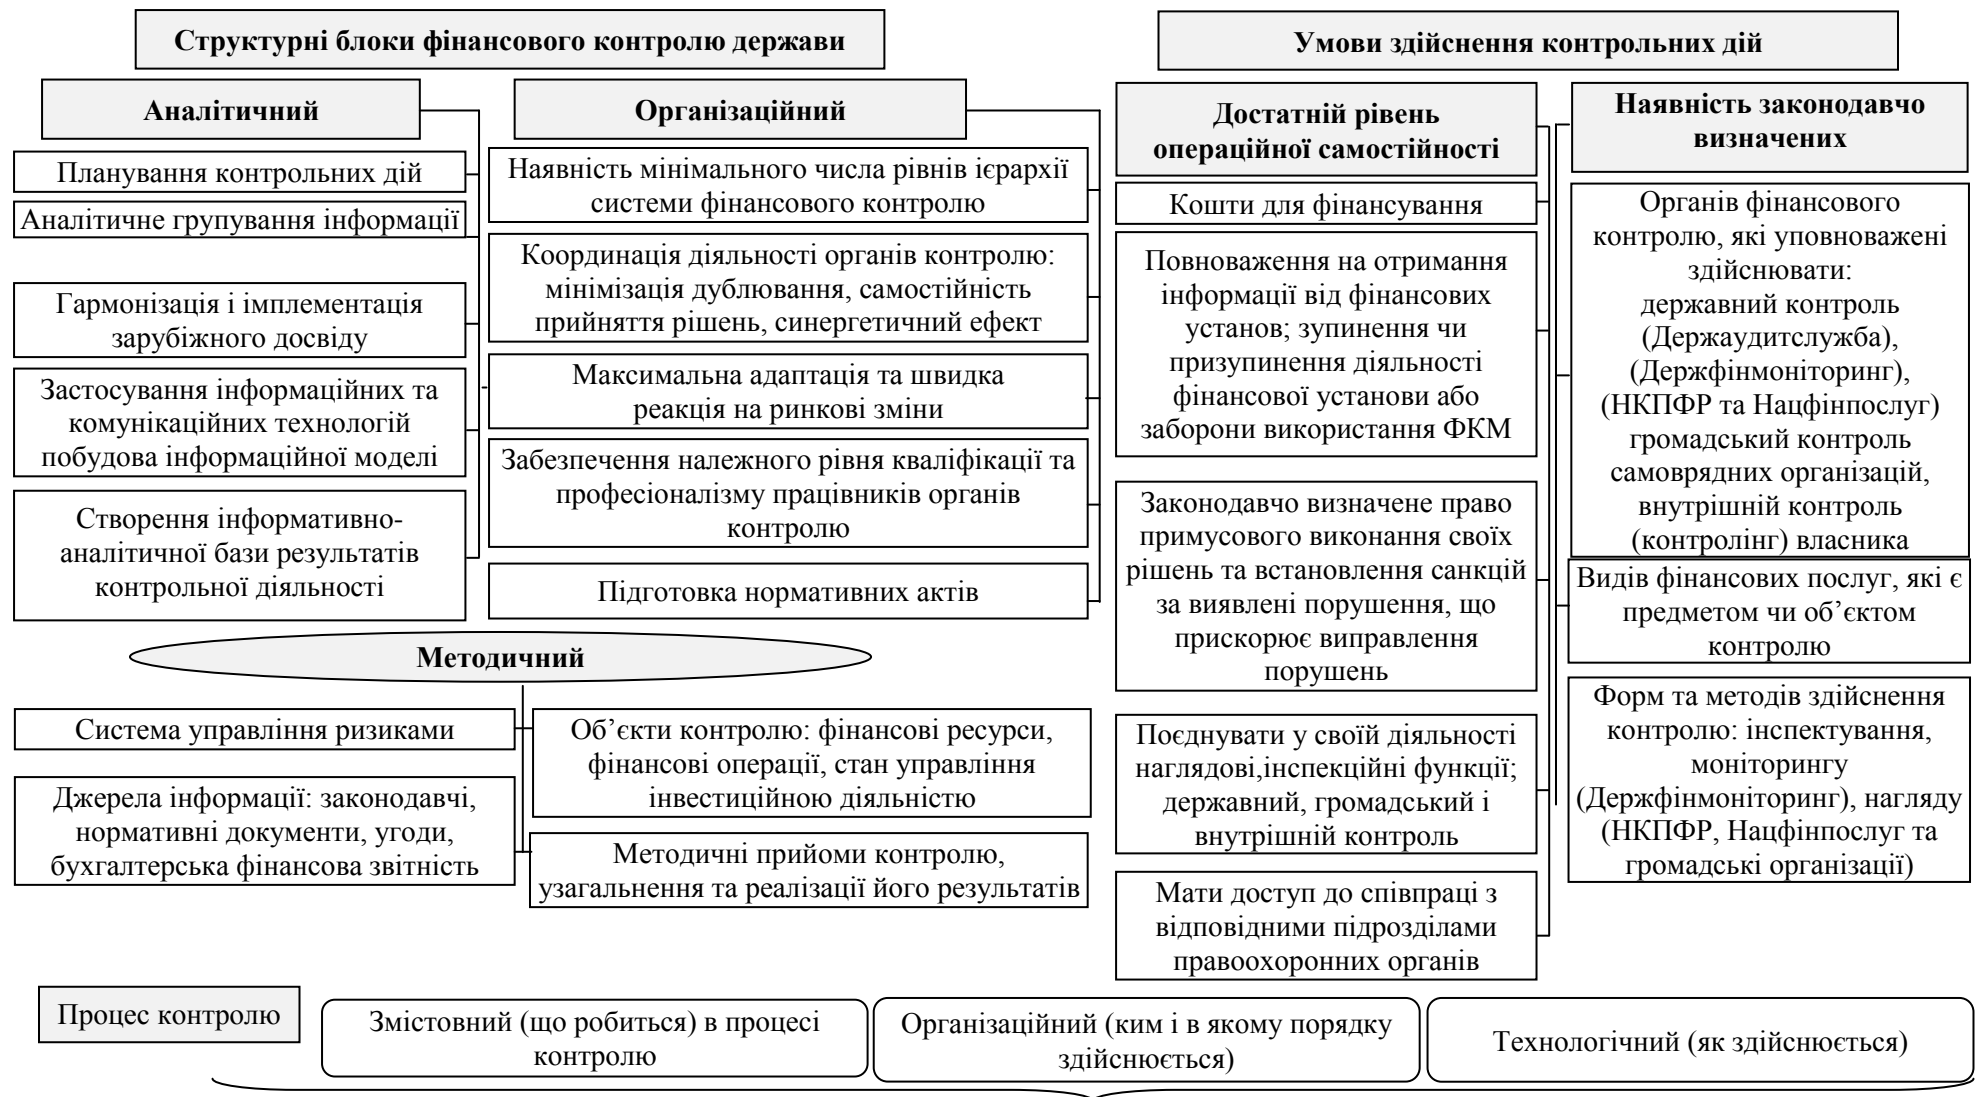 Структурні блоки фінансового контролю держави
Умови здійснення контрольних дій
Аналітичний
Планування контрольних дій
Аналітичне групування інформації
Гармонізація і імплементація
зарубіжного досвіду
Застосування інформаційних та
комунікаційних технологій
побудова інформаційної моделі
Створення інформативно-
аналітичної бази результатів
контрольної діяльності
Організаційний
Наявність мінімального числа рівнів ієрархії
системи фінансового контролю
Координація діяльності органів контролю:
мінімізація дублювання, самостійність
прийняття рішень, синергетичний ефект
Максимальна адаптація та швидка
реакція на ринкові зміни
Забезпечення належного рівня кваліфікації та
професіоналізму працівників органів
контролю
Підготовка нормативних актів
Методичний
Система управління ризиками
Джерела інформації: законодавчі,
нормативні документи, угоди,
бухгалтерська фінансова звітність
Об’єкти контролю: фінансові ресурси,
фінансові операції, стан управління
інвестиційною діяльністю
Методичні прийоми контролю,
узагальнення та реалізації його результатів
Достатній рівень
операційної самостійності
Кошти для фінансування
Повноваження на отримання
інформації від фінансових
установ; зупинення чи
призупинення діяльності
фінансової установи або
заборони використання ФКМ
Законодавчо визначене право
примусового виконання своїх
рішень та встановлення санкцій
за виявлені порушення, що
прискорює виправлення
порушень
Поєднувати у своїй діяльності
наглядові,інспекційні функції;
державний, громадський і
внутрішній контроль
Мати доступ до співпраці з
відповідними підрозділами
правоохоронних органів
Наявність законодавчо
визначених
Органів фінансового
контролю, які уповноважені
здійснювати:
державний контроль
(Держаудитслужба),
(Держфінмоніторинг),
(НКПФР та Нацфінпослуг)
громадський контроль
самоврядних організацій,
внутрішній контроль
(контролінг) власника
Видів фінансових послуг, які є
предметом чи об’єктом
контролю
Форм та методів здійснення
контролю: інспектування,
моніторингу
(Держфінмоніторинг), нагляду
(НКПФР, Нацфінпослуг та
громадські організації)
Процес контролю
Змістовний (що робиться) в процесі
контролю
Організаційний (ким і в якому порядку
здійснюється)
Технологічний (як здійснюється)